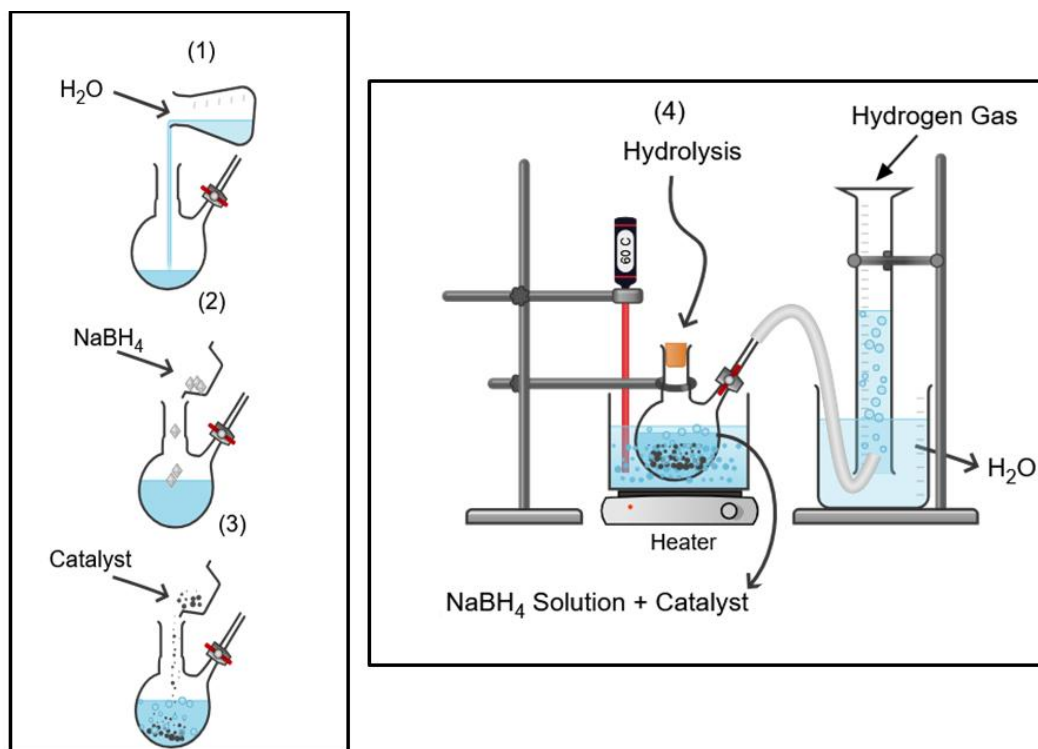 (1)
H₂O
(2)
NaBH₄
(3)
Catalyst
(4)
Hydrolysis
Hydrogen Gas
60 C
H₂O
Heater
NaBH₄ Solution + Catalyst